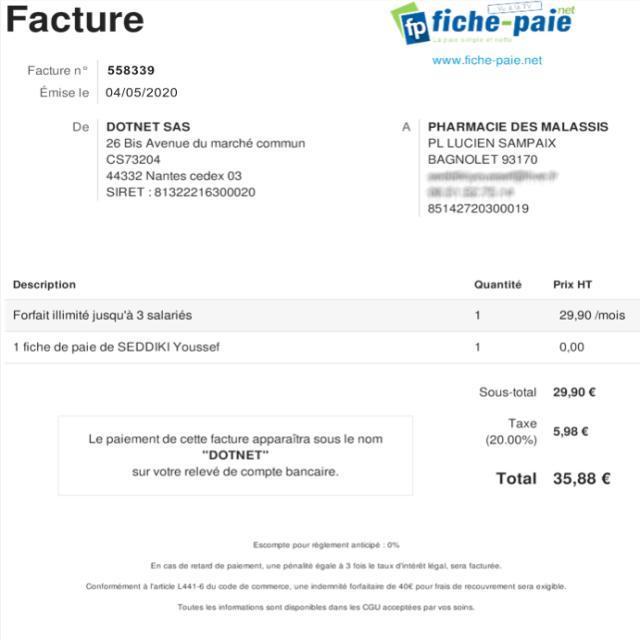 Facture
fp fiche-paie net
La paie simple et nette
www.fiche-paie.net
Facture n° 558339
Émise le 04/05/2020
De DOTNET SAS
26 Bis Avenue du marché commun
CS73204
44332 Nantes cedex 03
SIRET : 81322216300020
A PHARMACIE DES MALASSIS
PL LUCIEN SAMPAIX
BAGNOLET 93170
85142720300019
Description Quantité Prix HT
Forfait illimité jusqu'à 3 salariés 1 29,90 /mois
1 fiche de paie de SEDDIKI Youssef 1 0,00
Sous-total 29,90 €
Taxe
(20.00%) 5,98 €
Total 35,88 €
Le paiement de cette facture apparaîtra sous le nom
"DOTNET"
sur votre relevé de compte bancaire.
Escompte pour règlement anticipé : 0%
En cas de retard de paiement, une pénalité égale à 3 fois le taux d'intérêt légal, sera facturée.
Conformément à l'article L441-6 du code de commerce, une indemnité forfaitaire de 40€ pour frais de recouvrement sera exigible.
Toutes les informations sont disponibles dans les CGU acceptées par vos soins.